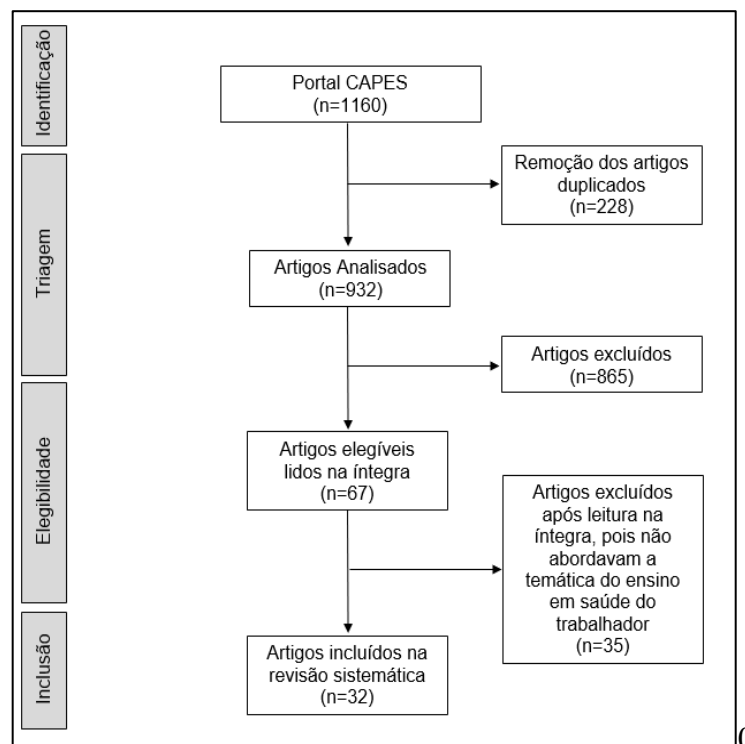 Identificação
Portal CAPES
(n=1160)
Remoção dos artigos
duplicados
(n=228)
Triagem
Artigos Analisados
(n=932)
Artigos excluídos
(n=865)
Elegibilidade
Artigos elegíveis
lidos na íntegra
(n=67)
Artigos excluídos
após leitura na
íntegra, pois não
abordavam a
temática do ensino
em saúde do
trabalhador
(n=35)
Inclusão
Artigos incluídos na
revisão sistemática
(n=32)